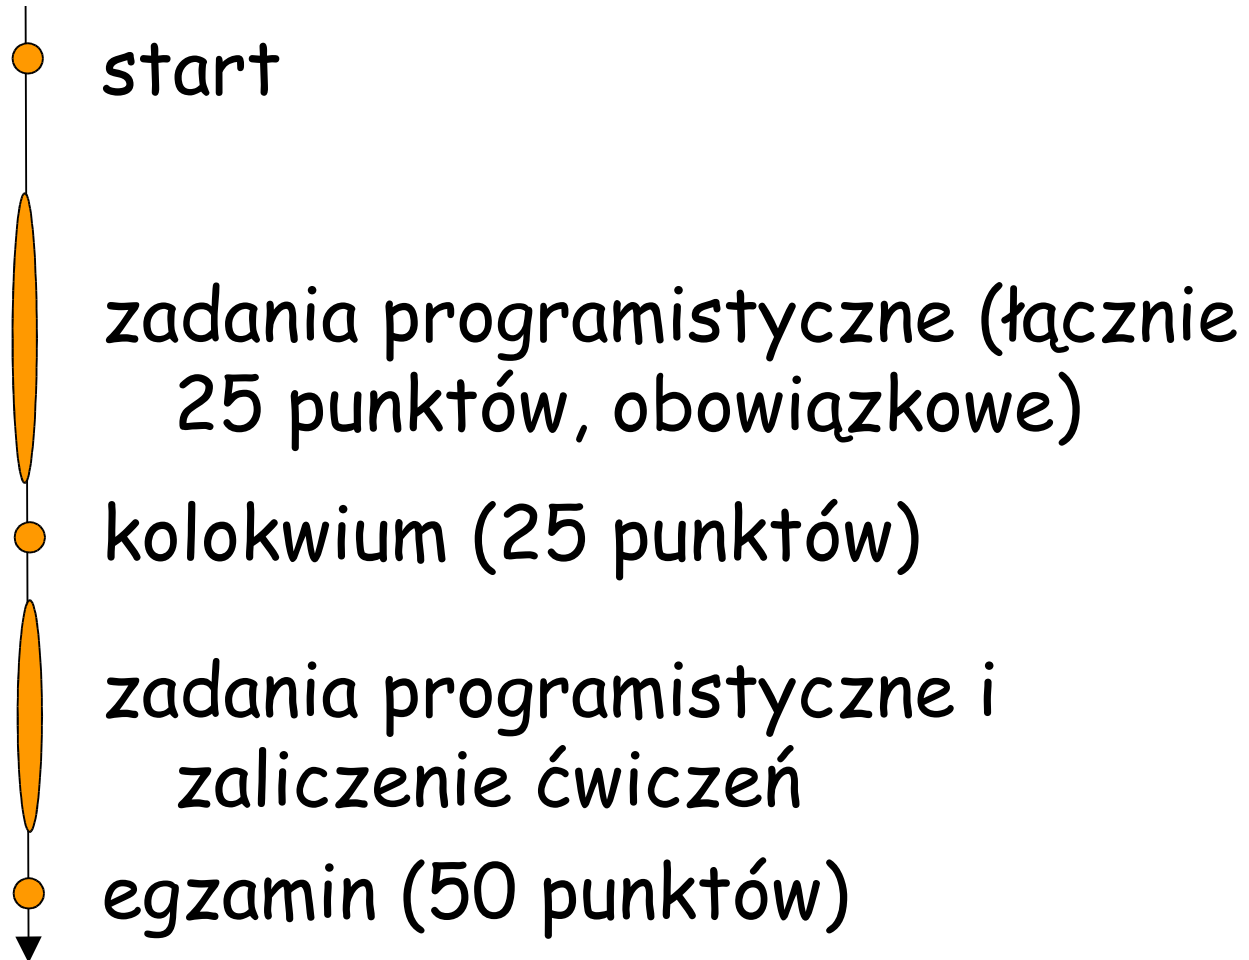 start
zadania programistyczne (łącznie
25 punktów, obowiązkowe)
kolokwium (25 punktów)
zadania programistyczne i
zaliczenie ćwiczeń
egzamin (50 punktów)